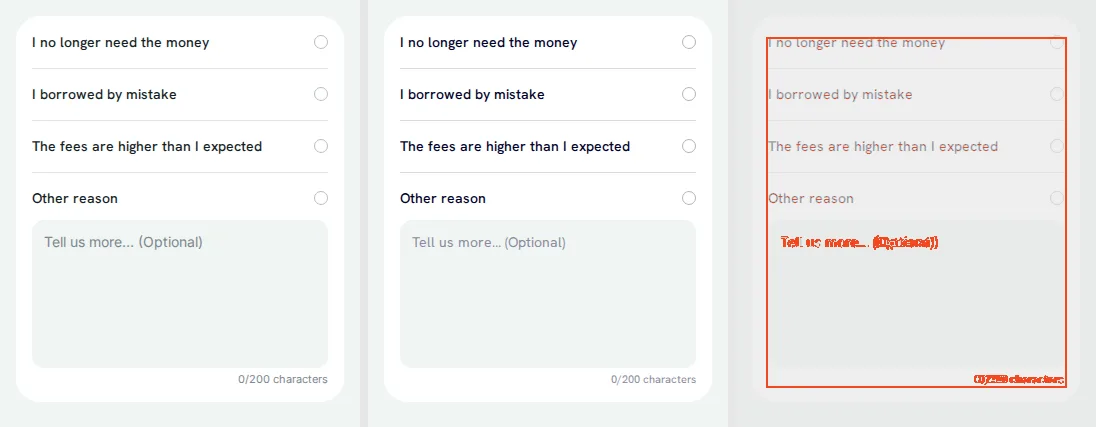 I no longer need the money
I borrowed by mistake
The fees are higher than I expected
Other reason
Tell us more... (Optional)
0/200 characters
I no longer need the money
I borrowed by mistake
The fees are higher than I expected
Other reason
Tell us more... (Optional)
0/200 characters
I no longer need the money
I borrowed by mistake
The fees are higher than I expected
Other reason
Tell us more... (Optional)
0/200 characters